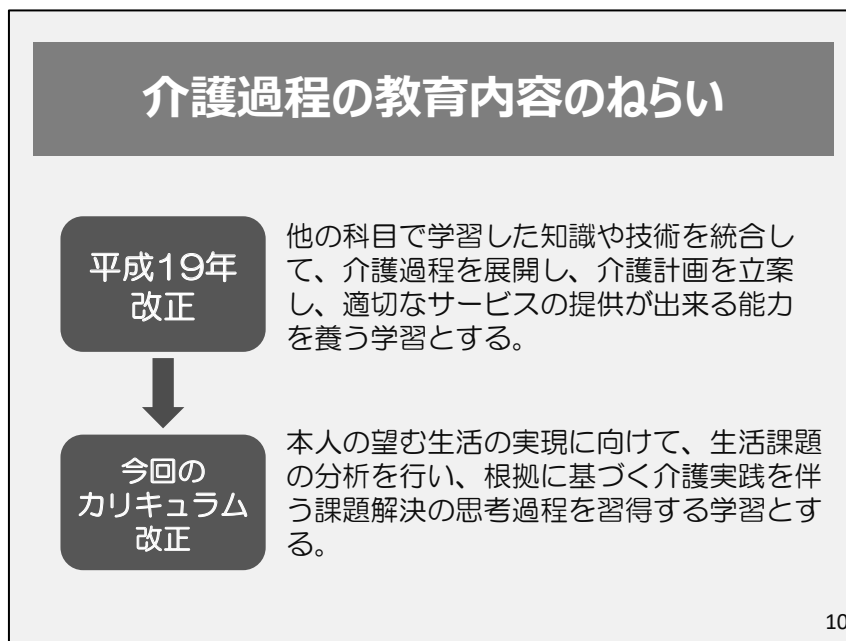 介護過程の教育内容のねらい
平成19年
改正
他の科目で学習した知識や技術を統合し
て、介護過程を展開し、介護計画を立案
し、適切なサービスの提供が出来る能力
を養う学習とする。
今回の
カリキュラム
改正
本人の望む生活の実現に向けて、生活課題
の分析を行い、根拠に基づく介護実践を伴
う課題解決の思考過程を習得する学習とす
る。
10